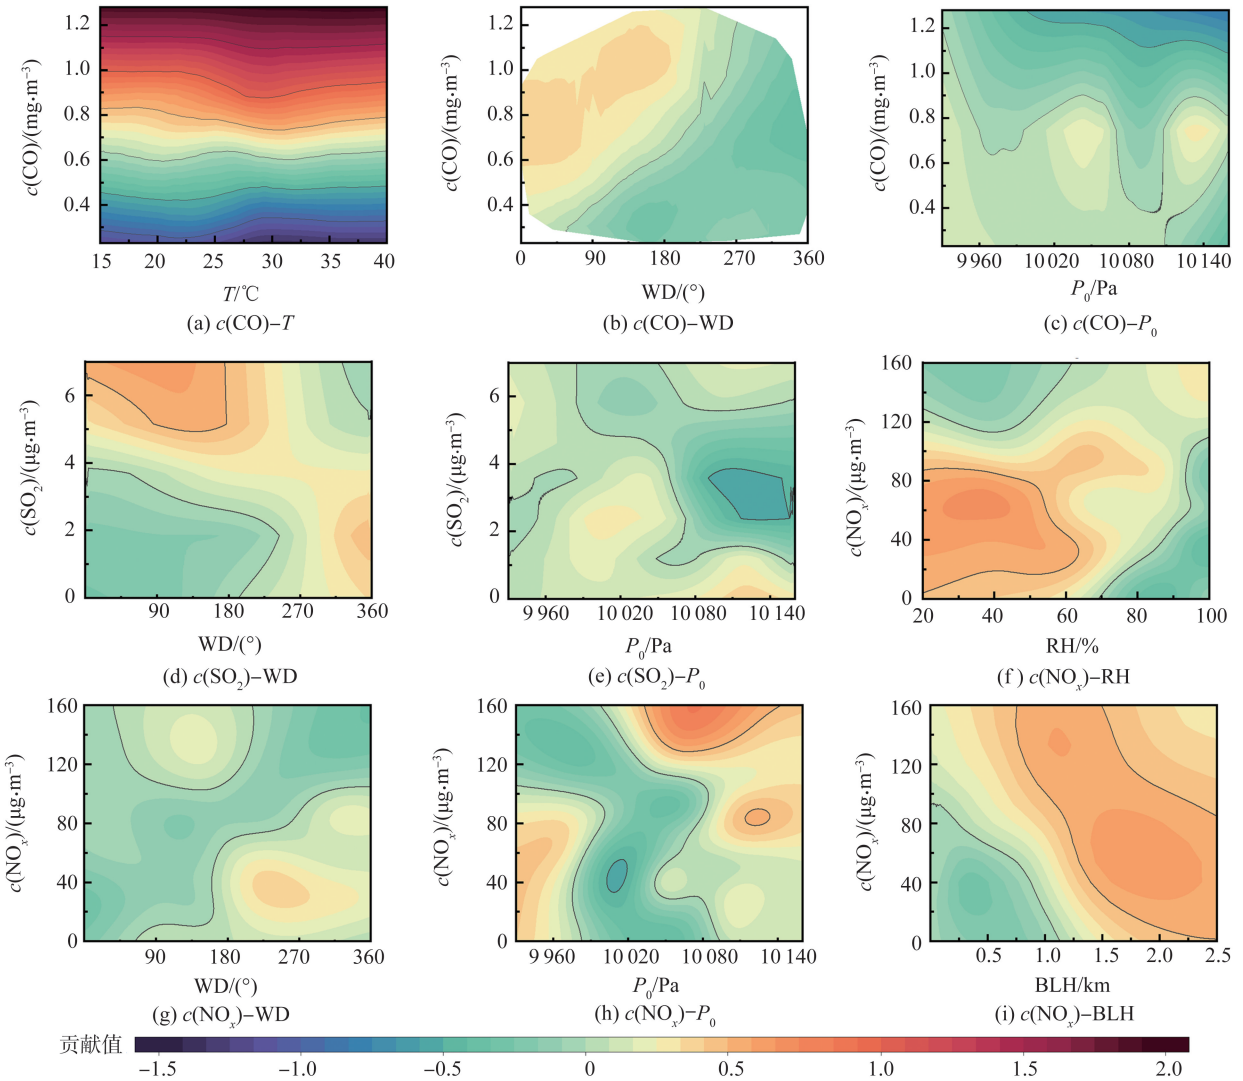 1.2
1.0
0.8
0.6
0.4
c(CO)/(mg·m−3)
15 20 25 30 35 40
T/℃
(a) c(CO)−T
1.2
1.0
0.8
0.6
0.4
c(CO)/(mg·m−3)
0 90 180 270 360
WD/(°)
(b) c(CO)−WD
1.2
1.0
0.8
0.6
0.4
c(CO)/(mg·m−3)
9 960 10 020 10 080 10 140
P0/Pa
(c) c(CO)−P0
6
4
2
0
c(SO2)/(μg·m−3)
90 180 270 360
WD/(°)
(d) c(SO2)−WD
6
4
2
0
c(SO2)/(μg·m−3)
9 960 10 020 10 080 10 140
P0/Pa
(e) c(SO2)−P0
160
120
80
40
0
c(NOx)/(μg·m−3)
20 40 60 80 100
RH/%
(f ) c(NOx)−RH
160
120
80
40
0
c(NOx)/(μg·m−3)
90 180 270 360
WD/(°)
(g) c(NOx)−WD
160
120
80
40
0
c(NOx)/(μg·m−3)
9 960 10 020 10 080 10 140
P0/Pa
(h) c(NOx)−P0
160
120
80
40
0
c(NOx)/(μg·m−3)
0.5 1.0 1.5 2.0 2.5
BLH/km
(i) c(NOx)−BLH
贡献值
−1.5 −1.0 −0.5 0 0.5 1.0 1.5 2.0